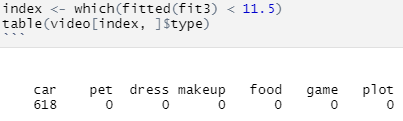 index <- which(fitted(fit3) < 11.5)
table(video[index, ]$type)
```
car pet dress makeup food game plot
618 0 0 0 0 0 0